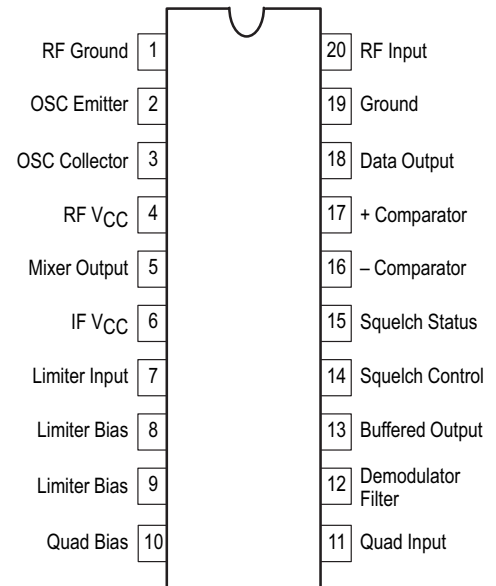 RF Ground 1 20 RF Input
OSC Emitter 2 19 Ground
OSC Collector 3 18 Data Output
RF VCC 4 17 + Comparator
Mixer Output 5 16 – Comparator
IF VCC 6 15 Squelch Status
Limiter Input 7 14 Squelch Control
Limiter Bias 8 13 Buffered Output
Limiter Bias 9 12 Demodulator
Filter
Quad Bias 10 11 Quad Input